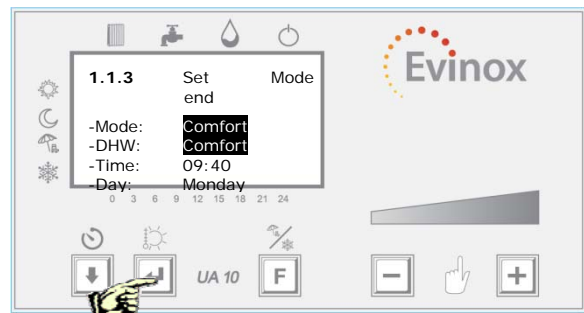 Evinox
1.1.3 Set Mode
end
-Mode: Comfort
-DHW: Comfort
-Time: 09:40
-Day: Monday
0 3 6 9 12 15 18 21 24
UA 10 F - +